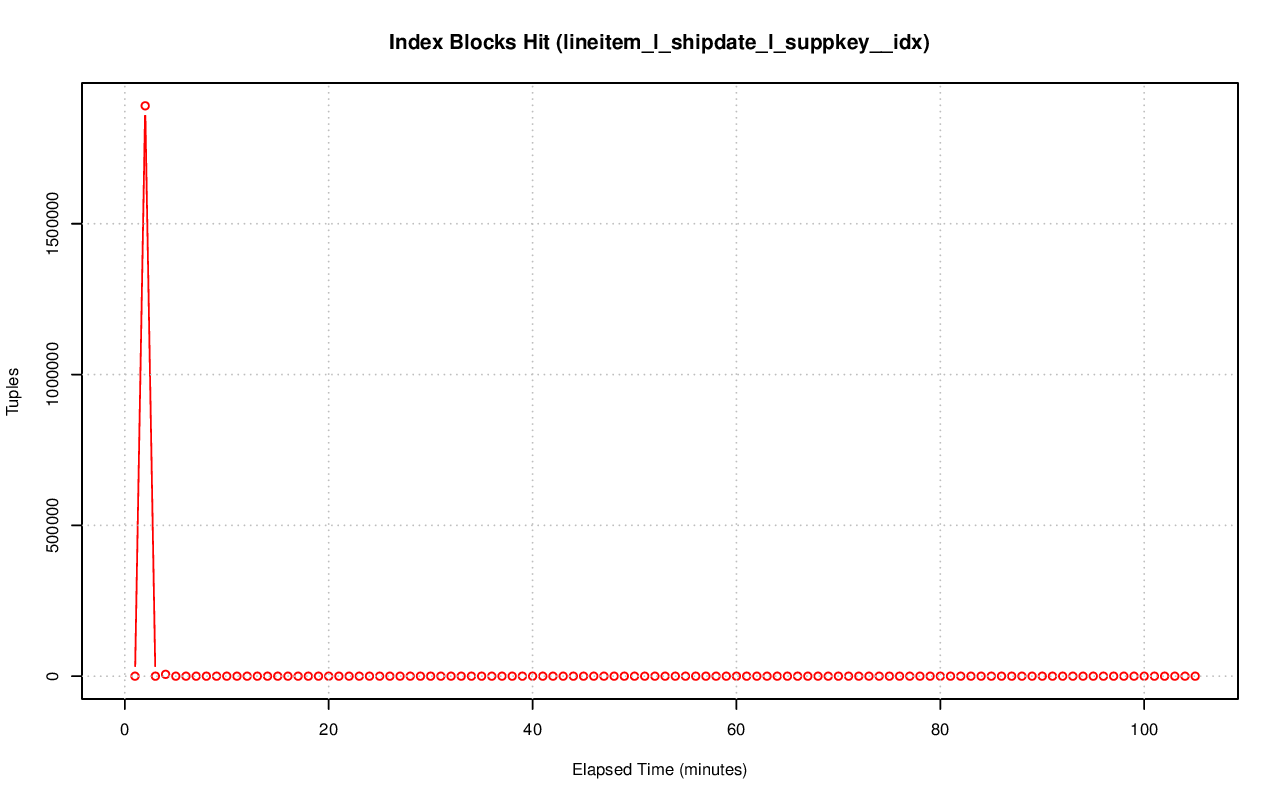 Index Blocks Hit (lineitem_l_shipdate_l_suppkey__idx)
Tuples
1500000
1000000
500000
0
0 20 40 60 80 100
Elapsed Time (minutes)